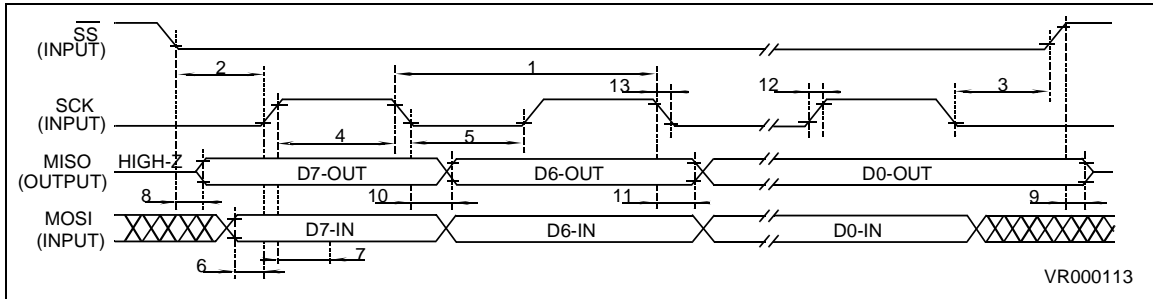 SS
(INPUT)
2
1
13
12
3
SCK
(INPUT)
4
5
MISO
(OUTPUT)
HIGH-Z
D7-OUT
D6-OUT
D0-OUT
8
10
11
9
MOSI
(INPUT)
D7-IN
D6-IN
D0-IN
6
7
VR000113